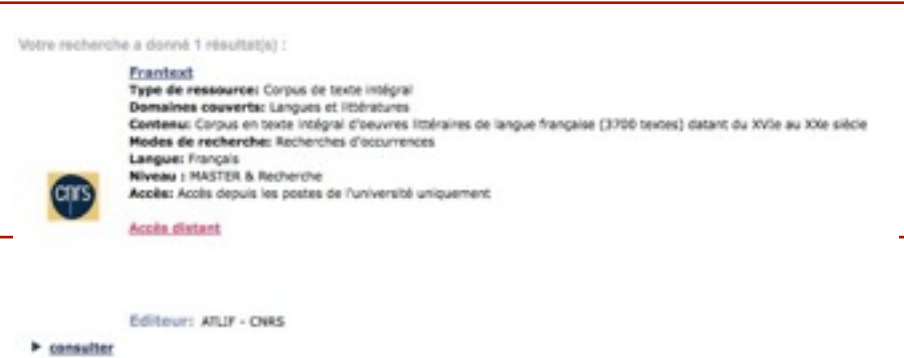 Votre recherche a donné 1 résultat(s) :
Frantext
Type de ressource: Corpus de texte intégral
Domaines couverts: Langues et littératures
Contenu: Corpus en texte intégral d'oeuvres littéraires de langue française (3700 textes) datant du XVIe au XXe siècle
Modes de recherche: Recherches d'occurrences
Langue: Français
Niveau : MASTER & Recherche
Accès: Accès depuis les postes de l'université uniquement
cnrs
Accès distant
Editeur: ATLIF - CNRS
consulter